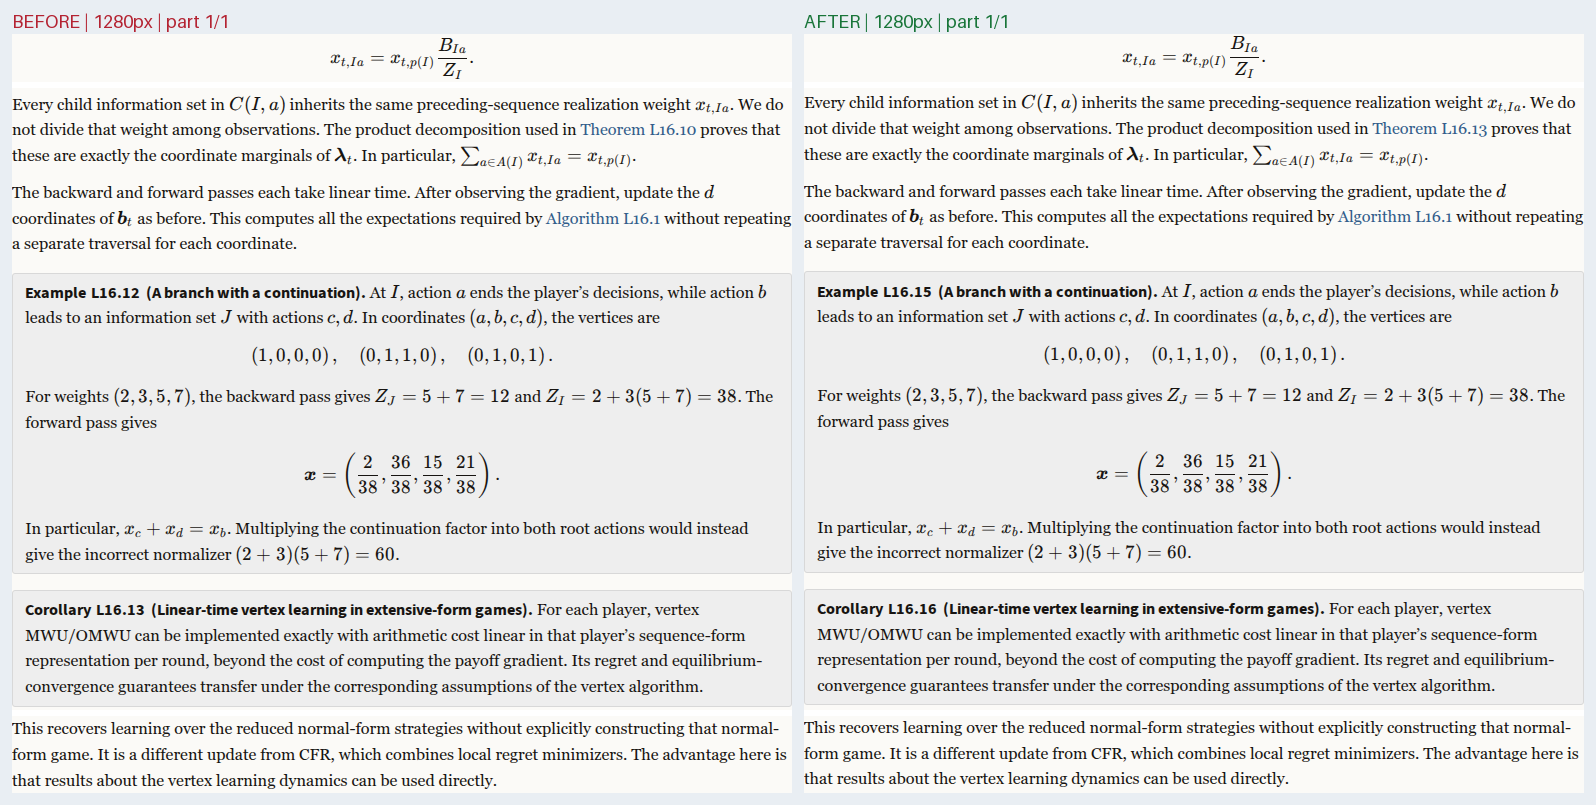 BEFORE | 1280px | part 1/1
x_{t,Ia} = x_{t,p(I)} \frac{B_{Ia}}{Z_I}.
Every child information set in C(I, a) inherits the same preceding-sequence realization weight x_{t,Ia}. We do
not divide that weight among observations. The product decomposition used in Theorem L16.10 proves that
these are exactly the coordinate marginals of λ_t. In particular, ∑_{a∈A(I)} x_{t,Ia} = x_{t,p(I)}.
The backward and forward passes each take linear time. After observing the gradient, update the d
coordinates of b_t as before. This computes all the expectations required by Algorithm L16.1 without repeating
a separate traversal for each coordinate.
Example L16.12 (A branch with a continuation). At I, action a ends the player’s decisions, while action b
leads to an information set J with actions c, d. In coordinates (a, b, c, d), the vertices are
(1, 0, 0, 0), (0, 1, 1, 0), (0, 1, 0, 1).
For weights (2, 3, 5, 7), the backward pass gives Z_J = 5 + 7 = 12 and Z_I = 2 + 3(5 + 7) = 38. The
forward pass gives
x = (\frac{2}{38}, \frac{36}{38}, \frac{15}{38}, \frac{21}{38}).
In particular, x_c + x_d = x_b. Multiplying the continuation factor into both root actions would instead
give the incorrect normalizer (2 + 3)(5 + 7) = 60.
Corollary L16.13 (Linear-time vertex learning in extensive-form games). For each player, vertex
MWU/OMWU can be implemented exactly with arithmetic cost linear in that player’s sequence-form
representation per round, beyond the cost of computing the payoff gradient. Its regret and equilibrium-
convergence guarantees transfer under the corresponding assumptions of the vertex algorithm.
This recovers learning over the reduced normal-form strategies without explicitly constructing that normal-
form game. It is a different update from CFR, which combines local regret minimizers. The advantage here is
that results about the vertex learning dynamics can be used directly.
AFTER | 1280px | part 1/1
x_{t,Ia} = x_{t,p(I)} \frac{B_{Ia}}{Z_I}.
Every child information set in C(I, a) inherits the same preceding-sequence realization weight x_{t,Ia}. We do
not divide that weight among observations. The product decomposition used in Theorem L16.13 proves that
these are exactly the coordinate marginals of λ_t. In particular, ∑_{a∈A(I)} x_{t,Ia} = x_{t,p(I)}.
The backward and forward passes each take linear time. After observing the gradient, update the d
coordinates of b_t as before. This computes all the expectations required by Algorithm L16.1 without repeating
a separate traversal for each coordinate.
Example L16.15 (A branch with a continuation). At I, action a ends the player’s decisions, while action b
leads to an information set J with actions c, d. In coordinates (a, b, c, d), the vertices are
(1, 0, 0, 0), (0, 1, 1, 0), (0, 1, 0, 1).
For weights (2, 3, 5, 7), the backward pass gives Z_J = 5 + 7 = 12 and Z_I = 2 + 3(5 + 7) = 38. The
forward pass gives
x = (\frac{2}{38}, \frac{36}{38}, \frac{15}{38}, \frac{21}{38}).
In particular, x_c + x_d = x_b. Multiplying the continuation factor into both root actions would instead
give the incorrect normalizer (2 + 3)(5 + 7) = 60.
Corollary L16.16 (Linear-time vertex learning in extensive-form games). For each player, vertex
MWU/OMWU can be implemented exactly with arithmetic cost linear in that player’s sequence-form
representation per round, beyond the cost of computing the payoff gradient. Its regret and equilibrium-
convergence guarantees transfer under the corresponding assumptions of the vertex algorithm.
This recovers learning over the reduced normal-form strategies without explicitly constructing that normal-
form game. It is a different update from CFR, which combines local regret minimizers. The advantage here is
that results about the vertex learning dynamics can be used directly.